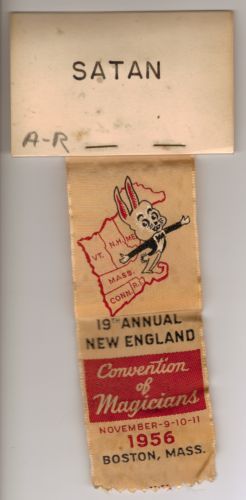 SATAN
A-R
VT. N.H. ME.
MASS.
CONN. R.I.
19TH ANNUAL
NEW ENGLAND
Convention
of
Magicians
NOVEMBER-9-10-11
1956
BOSTON, MASS.